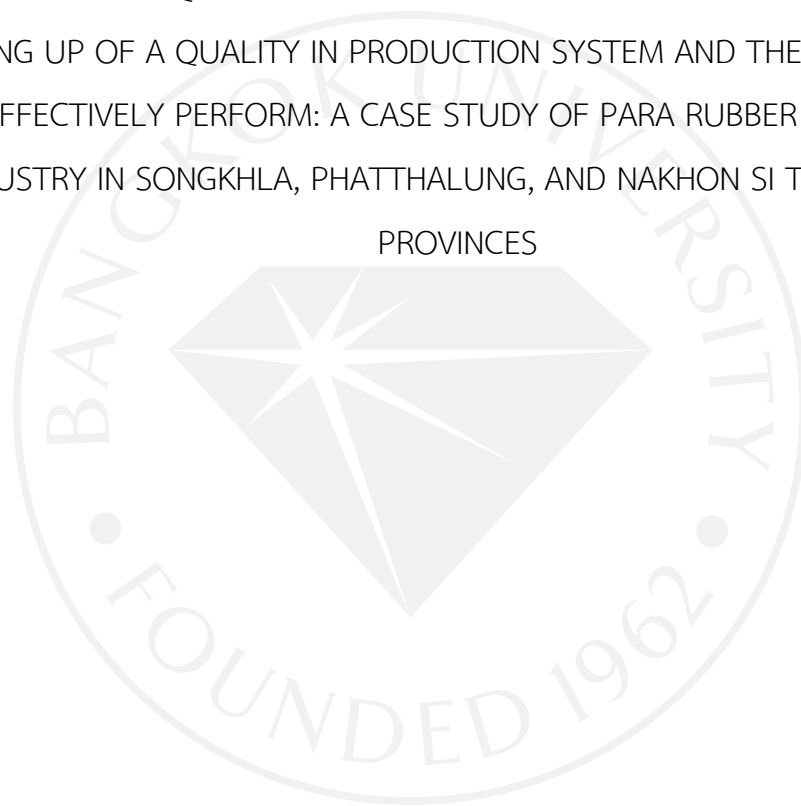 NG UP OF A QUALITY IN PRODUCTION SYSTEM AND THE
FFECTIVELY PERFORM: A CASE STUDY OF PARA RUBBER
USTRY IN SONGKHLA, PHATTHALUNG, AND NAKHON SI T
PROVINCES
BANGKOK UNIVERSITY
• FOUNDED 1962 •